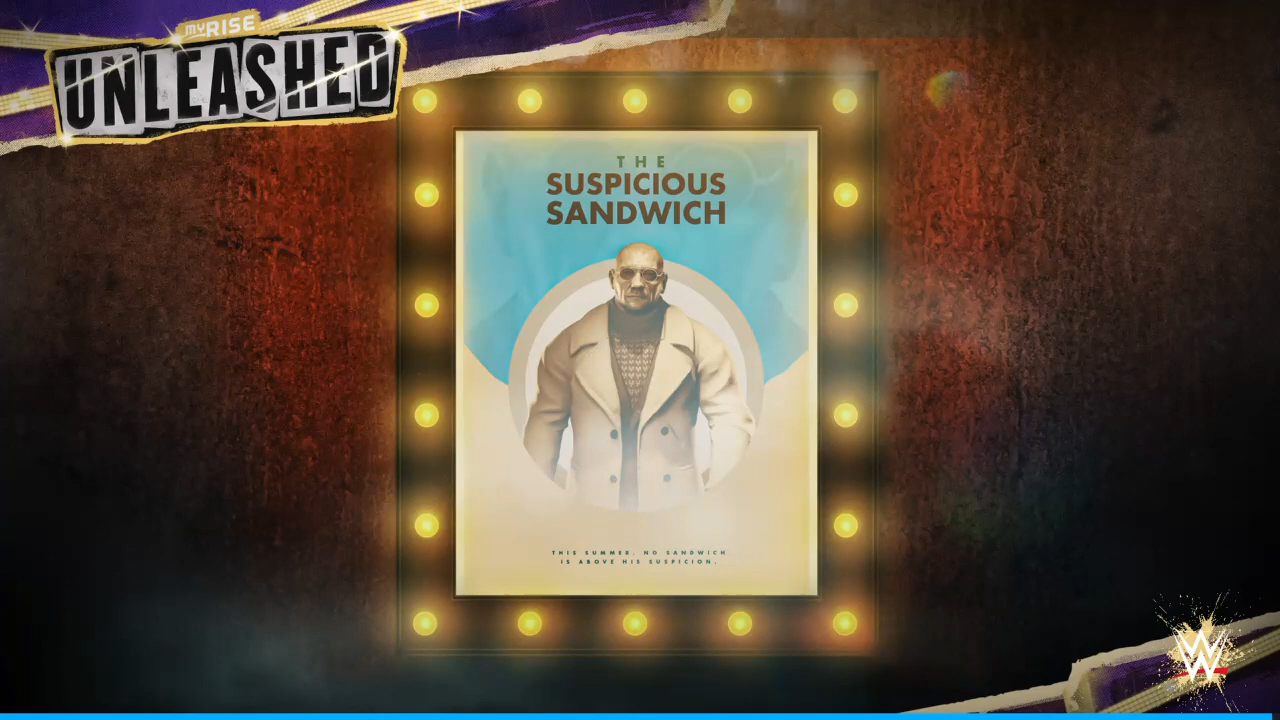 MYRISE
UNLEASHED
THE
SUSPICIOUS
SANDWICH
THIS SUMMER, NO SANDWICH
IS ABOVE HIS SUSPICION.
W